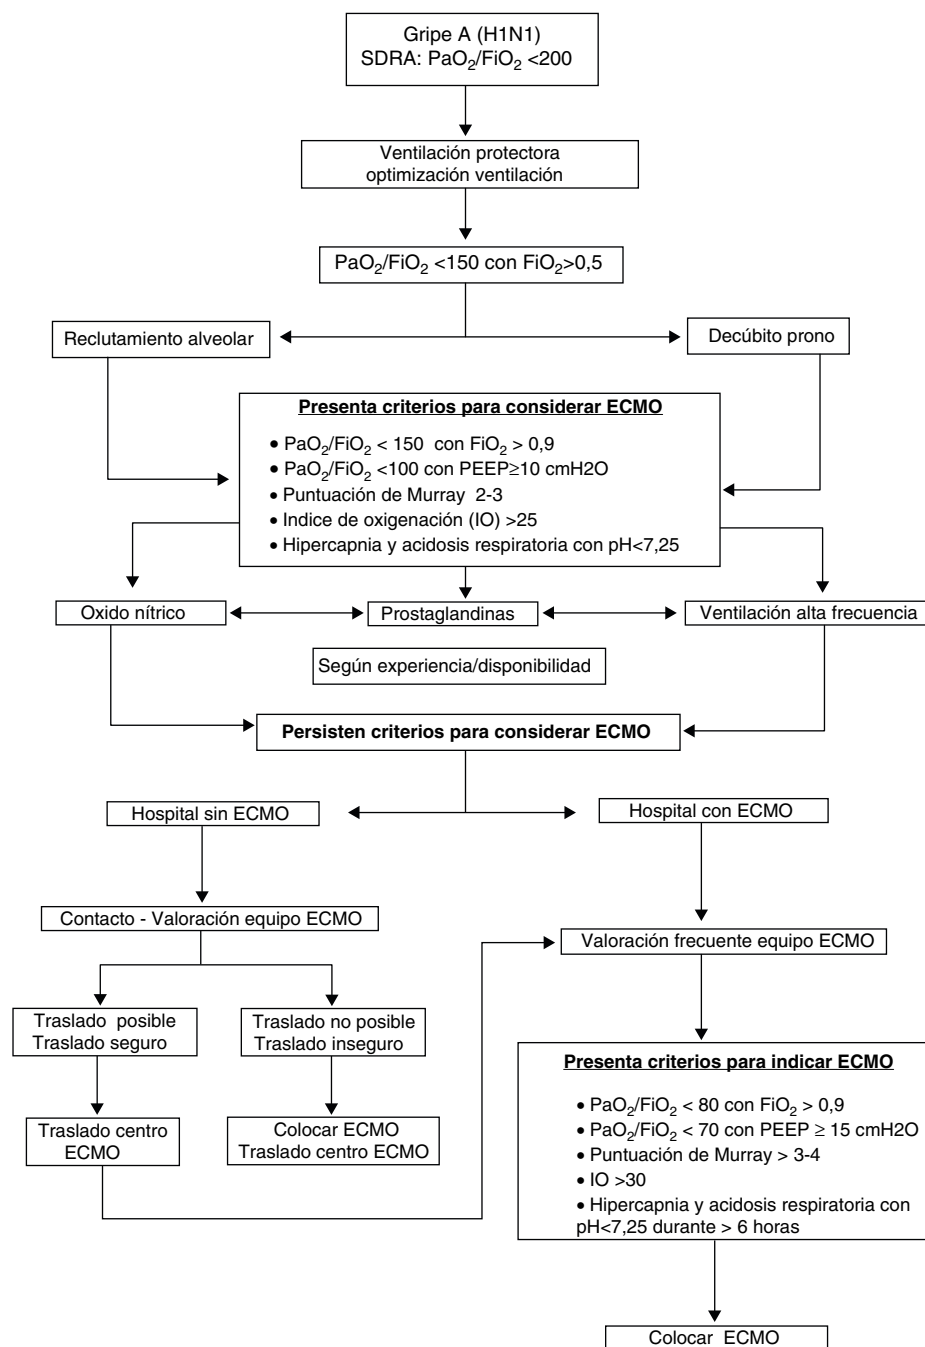 Gripe A (H1N1)
SDRA: PaO₂/FiO₂ <200
Ventilación protectora
optimización ventilación
PaO₂/FiO₂ <150 con FiO₂>0,5
Reclutamiento alveolar
Decúbito prono
Presenta criterios para considerar ECMO
• PaO₂/FiO₂ < 150 con FiO₂ > 0,9
• PaO₂/FiO₂ <100 con PEEP≥10 cmH2O
• Puntuación de Murray 2-3
• Indice de oxigenación (IO) >25
• Hipercapnia y acidosis respiratoria con pH<7,25
Oxido nítrico
Prostaglandinas
Ventilación alta frecuencia
Según experiencia/disponibilidad
Persisten criterios para considerar ECMO
Hospital sin ECMO
Hospital con ECMO
Contacto - Valoración equipo ECMO
Valoración frecuente equipo ECMO
Traslado posible
Traslado seguro
Traslado no posible
Traslado inseguro
Traslado centro
ECMO
Colocar ECMO
Traslado centro ECMO
Presenta criterios para indicar ECMO
• PaO₂/FiO₂ < 80 con FiO₂ > 0,9
• PaO₂/FiO₂ < 70 con PEEP ≥ 15 cmH2O
• Puntuación de Murray > 3-4
• IO >30
• Hipercapnia y acidosis respiratoria con
pH<7,25 durante > 6 horas
Colocar ECMO